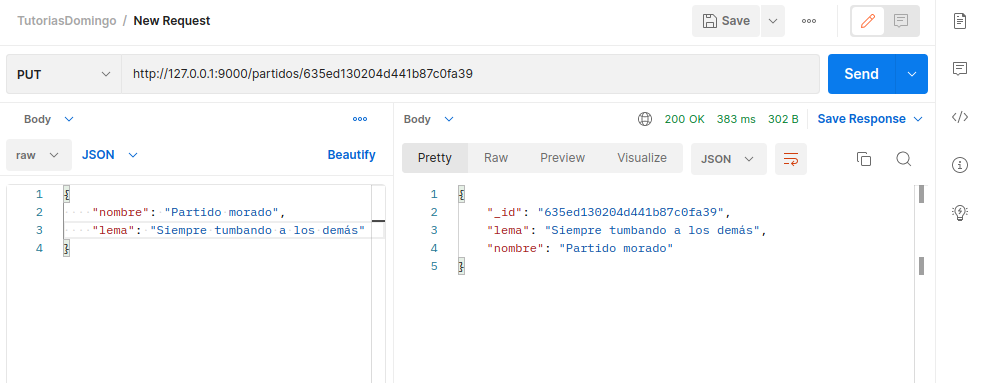 TutoriasDomingo / New Request
Save
PUT
http://127.0.0.1:9000/partidos/635ed130204d441b87c0fa39
Send
Body
raw
JSON
Beautify
1 {
2 "nombre": "Partido morado",
3 "lema": "Siempre tumbando a los demás"
4 }
Body
200 OK 383 ms 302 B
Save Response
Pretty Raw Preview Visualize
JSON
1 {
2 "_id": "635ed130204d441b87c0fa39",
3 "lema": "Siempre tumbando a los demás",
4 "nombre": "Partido morado"
5 }